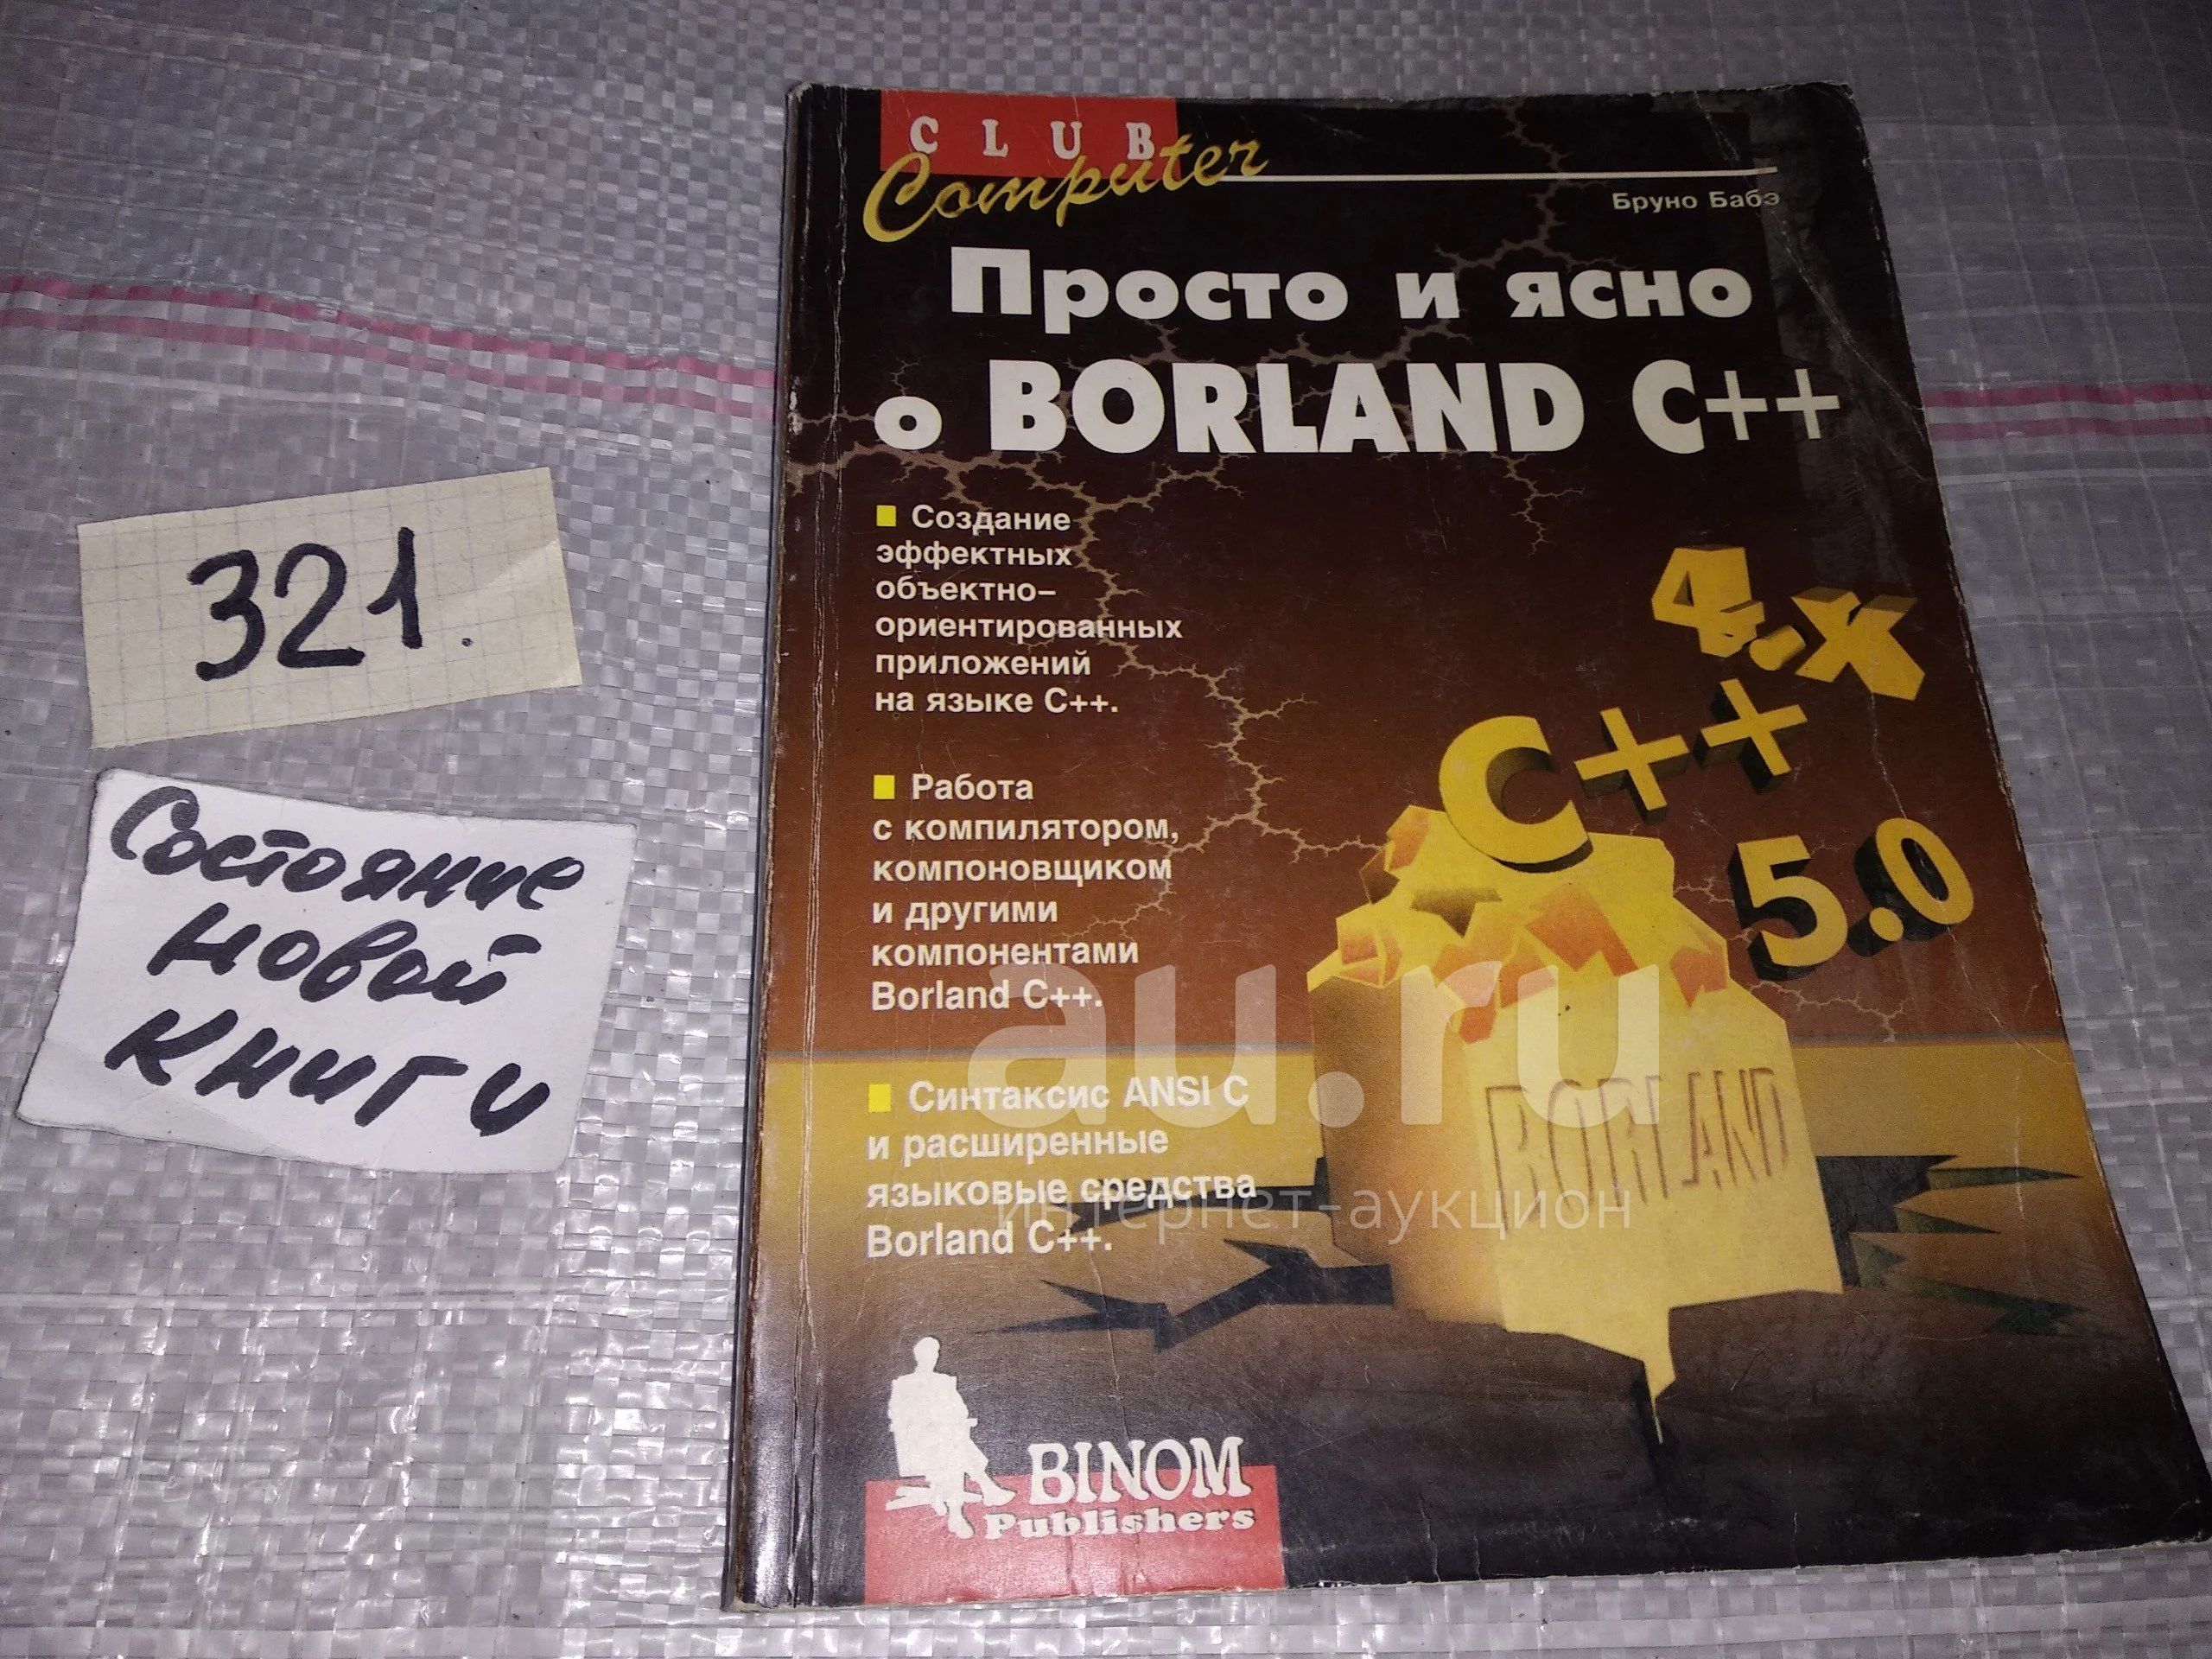 CLUB
Computer
Бруно Бабэ
Просто и ясно
о BORLAND C++
Создание
эффектных
объектно-
ориентированных
приложений
на языке C++.
Работа
с компилятором,
компоновщиком
и другими
компонентами
Borland C++.
Синтаксис ANSI C
и расширенные
языковые средства
Borland C++.
4.x
C++
5.0
BORLAND
BINOM
Publishers
321.
Состояние
новой
книги
au.ru
интернет-аукцион